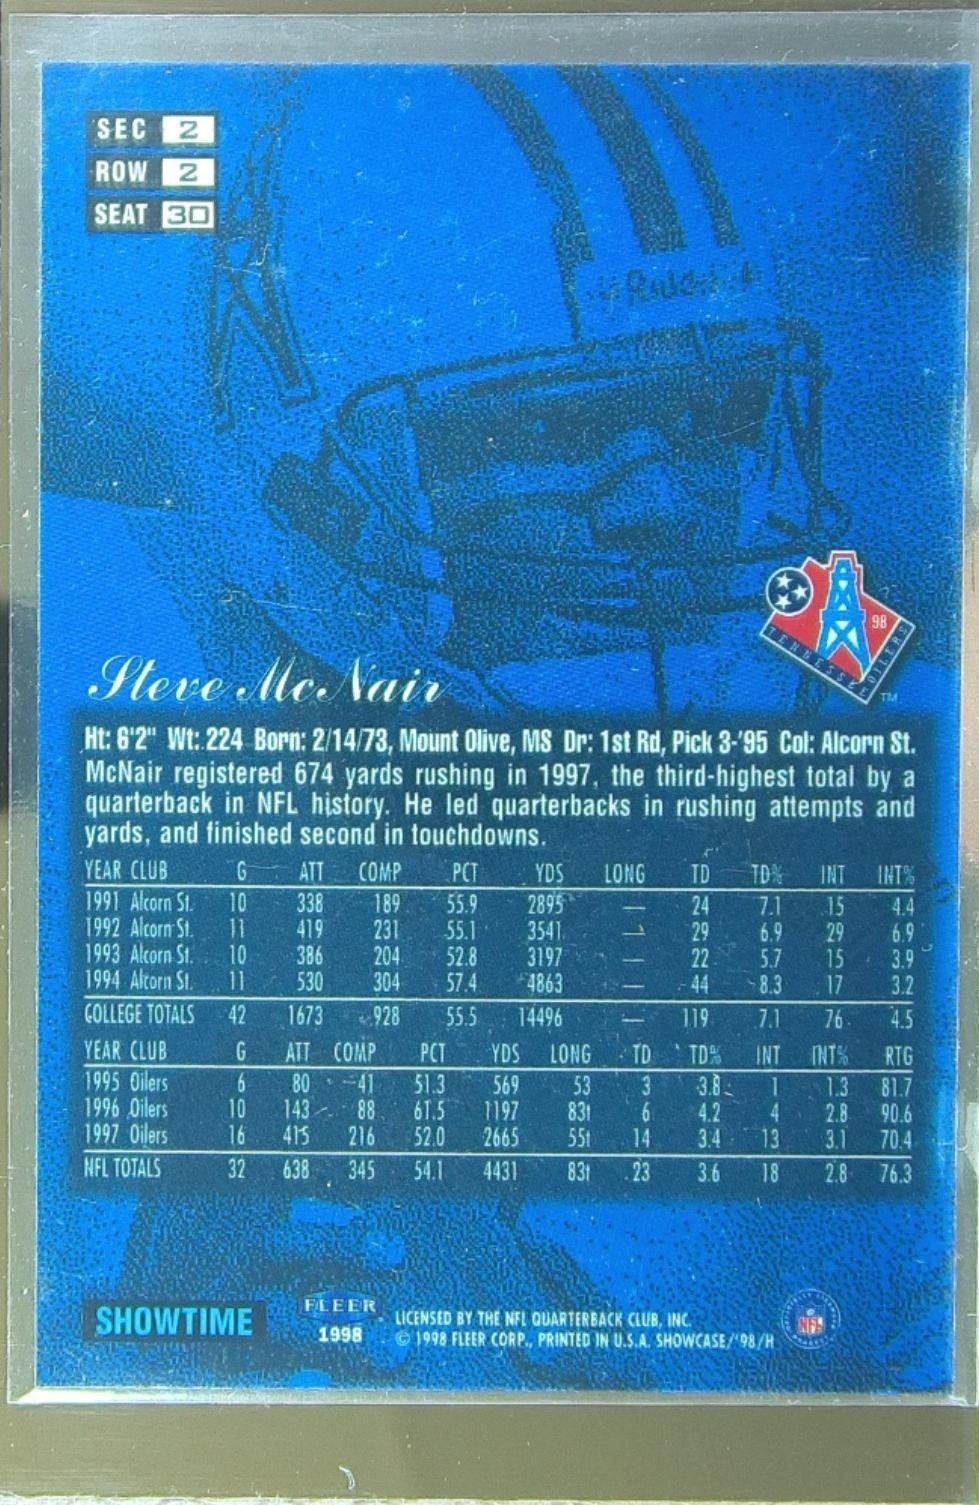 SEC 2
ROW 2
SEAT 30
98
TENNESSEE OILERS
TM
Steve McNair
Ht: 6'2" Wt: 224 Born: 2/14/73, Mount Olive, MS Dr: 1st Rd, Pick 3-'95 Col: Alcorn St.
McNair registered 674 yards rushing in 1997, the third-highest total by a
quarterback in NFL history. He led quarterbacks in rushing attempts and
yards, and finished second in touchdowns.
YEAR CLUB G ATT COMP PCT YDS LONG TD TD% INT INT%
1991 Alcorn St. 10 338 189 55.9 2895 — 24 7.1 15 4.4
1992 Alcorn St. 11 419 231 55.1 3541 — 29 6.9 29 6.9
1993 Alcorn St. 10 386 204 52.8 3197 — 22 5.7 15 3.9
1994 Alcorn St. 11 530 304 57.4 4863 — 44 8.3 17 3.2
COLLEGE TOTALS 42 1673 928 55.5 14496 — 119 7.1 76 4.5
YEAR CLUB G ATT COMP PCT YDS LONG TD TD% INT INT% RTG
1995 Oilers 6 80 41 51.3 569 53 3 3.8 1 1.3 81.7
1996 Oilers 10 143 88 61.5 1197 83t 6 4.2 4 2.8 90.6
1997 Oilers 16 415 216 52.0 2665 55t 14 3.4 13 3.1 70.4
NFL TOTALS 32 638 345 54.1 4431 83t 23 3.6 18 2.8 76.3
SHOWTIME
FLEER
1998
LICENSED BY THE NFL QUARTERBACK CLUB, INC.
© 1998 FLEER CORP., PRINTED IN U.S.A. SHOWCASE/'98/H
NFL